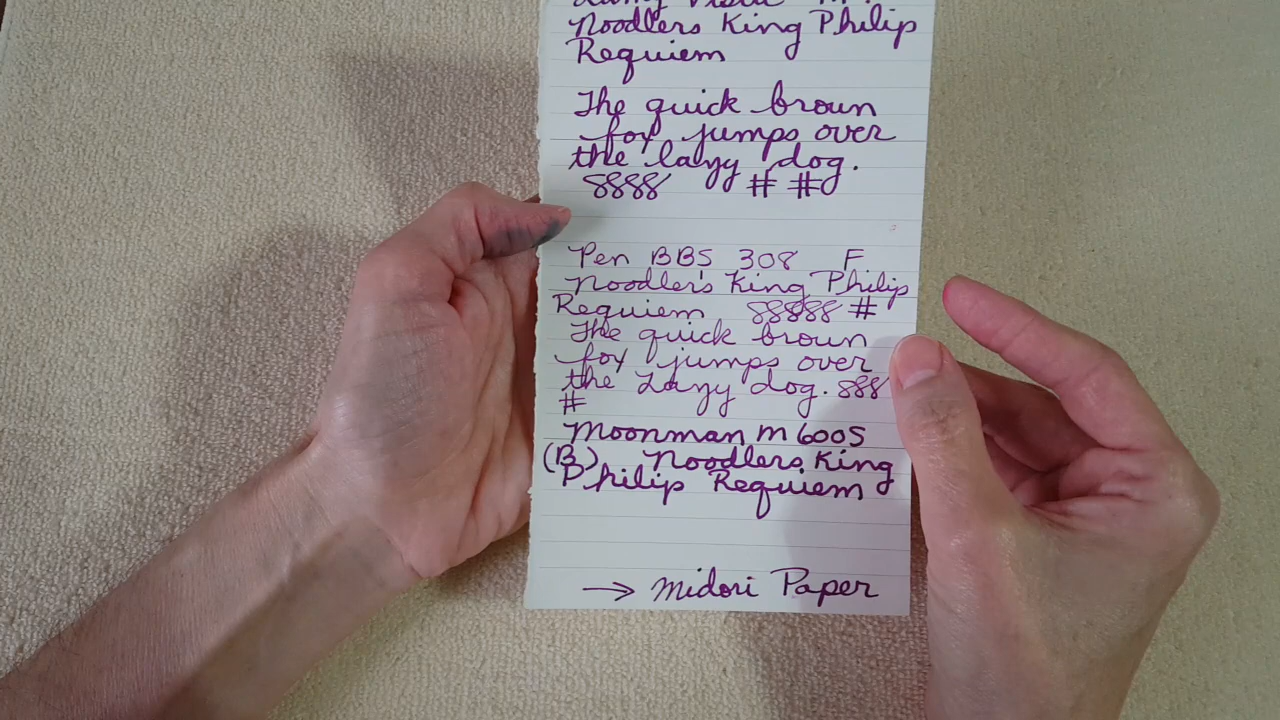 Noodlers King Philip
Requiem
The quick broun
fox jumps over
the lazy dog.
8888 # #
Pen BBS 308 F
Noodler's King Philip
Requiem 88888 #
The quick broun
fox jumps over
the Lazy dog. 888
#
Moonman M600S
(B) Noodlers King
Philip Requiem
→ Midori Paper